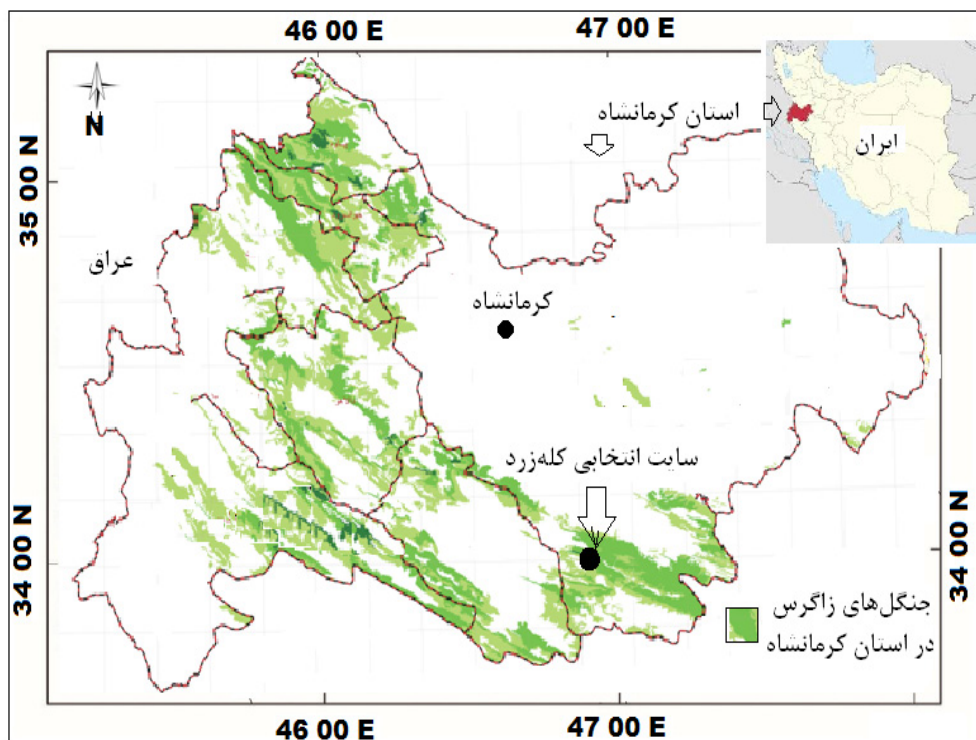 46 00 E
47 00 E
N
استان کرمانشاه
ایران
35 00 N
عراق
کرمانشاه
سایت انتخابی کله‌زرد
34 00 N
34 00 N
جنگل‌های زاگرس
در استان کرمانشاه
46 00 E
47 00 E